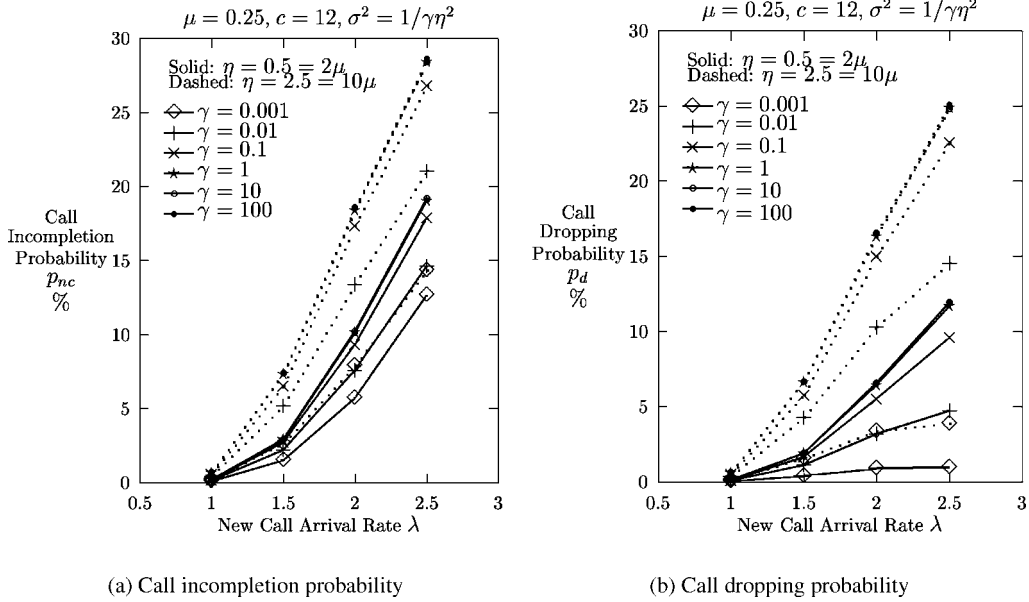 μ = 0.25, c = 12, σ² = 1/γη²
30
25
20
15
10
5
0
Call
Incompletion
Probability
p_nc
%
Solid: η = 0.5 = 2μ
Dashed: η = 2.5 = 10μ
γ = 0.001
γ = 0.01
γ = 0.1
γ = 1
γ = 10
γ = 100
0.5 1 1.5 2 2.5 3
New Call Arrival Rate λ
(a) Call incompletion probability
μ = 0.25, c = 12, σ² = 1/γη²
30
25
20
15
10
5
0
Call
Dropping
Probability
p_d
%
Solid: η = 0.5 = 2μ
Dashed: η = 2.5 = 10μ
γ = 0.001
γ = 0.01
γ = 0.1
γ = 1
γ = 10
γ = 100
0.5 1 1.5 2 2.5 3
New Call Arrival Rate λ
(b) Call dropping probability